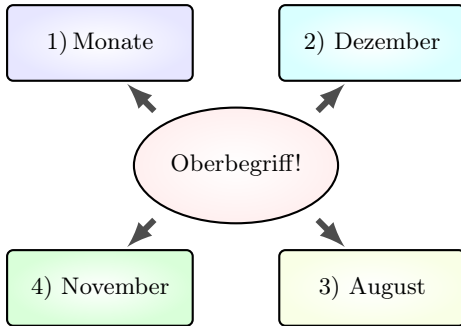 1) Monate
2) Dezember
Oberbegriff!
4) November
3) August